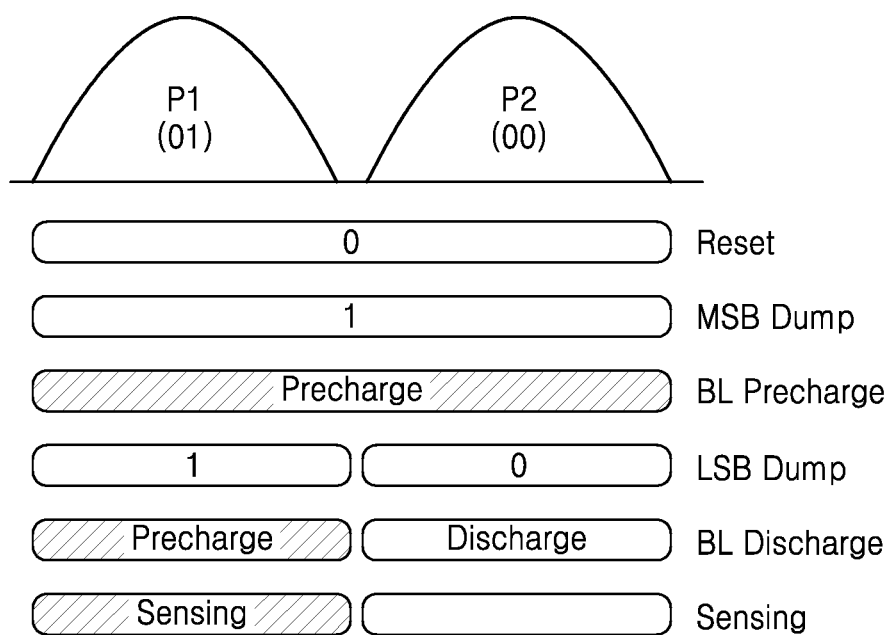 P1
(01)
P2
(00)
0 Reset
1 MSB Dump
Precharge BL Precharge
1 0 LSB Dump
Precharge Discharge BL Discharge
Sensing Sensing